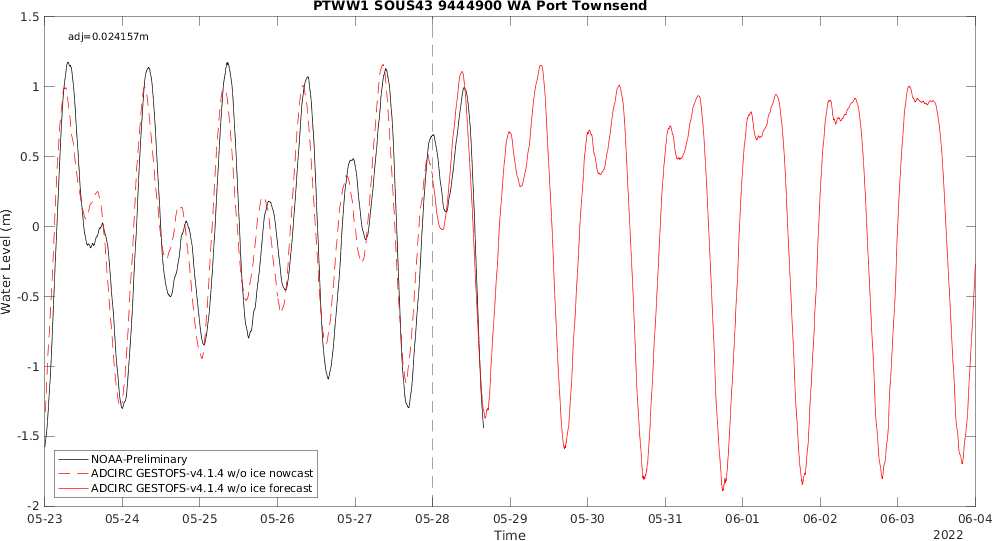 PTWW1 SOUS43 9444900 WA Port Townsend
adj=0.024157m
1.5
1
0.5
0
-0.5
-1
-1.5
-2
Water Level (m)
NOAA-Preliminary
ADCIRC GESTOFS-v4.1.4 w/o ice nowcast
ADCIRC GESTOFS-v4.1.4 w/o ice forecast
05-23 05-24 05-25 05-26 05-27 05-28 05-29 05-30 05-31 06-01 06-02 06-03 06-04
Time
2022